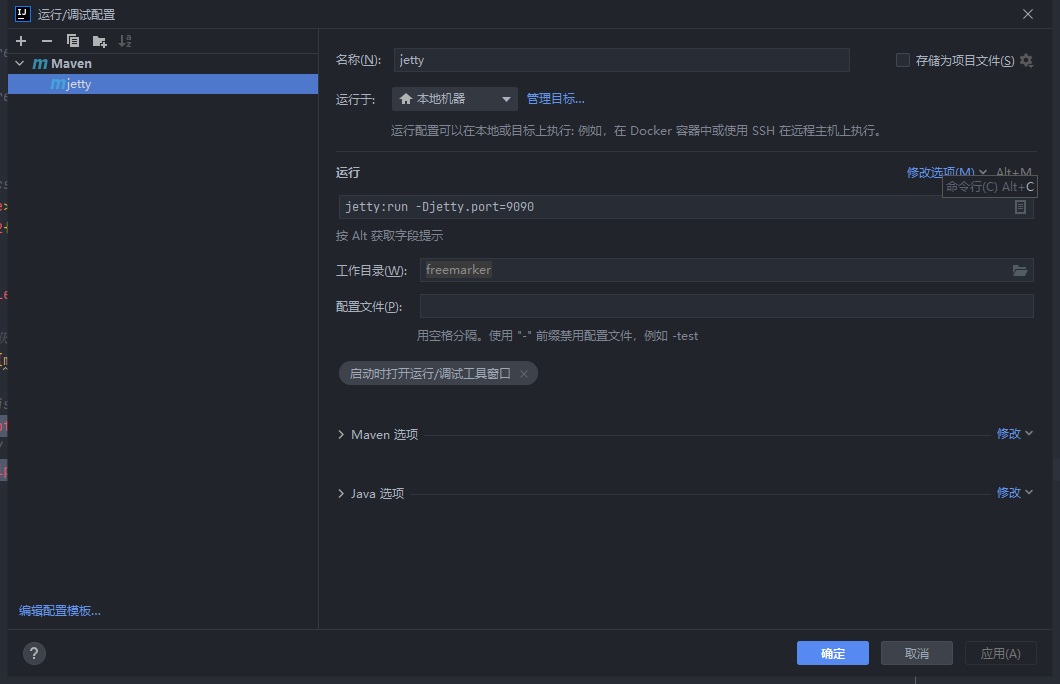 运行/调试配置
Maven
jetty
名称(N): jetty 存储为项目文件(S)
运行于: 本地机器 管理目标...
运行配置可以在本地或目标上执行: 例如，在 Docker 容器中或使用 SSH 在远程主机上执行。
运行 修改选项(M) Alt+M
命令行(C) Alt+C
jetty:run -Djetty.port=9090
按 Alt 获取字段提示
工作目录(W): freemarker
配置文件(P):
用空格分隔。使用 "-" 前缀禁用配置文件，例如 -test
启动时打开运行/调试工具窗口
Maven 选项 修改
Java 选项 修改
编辑配置模板...
? 确定 取消 应用(A)